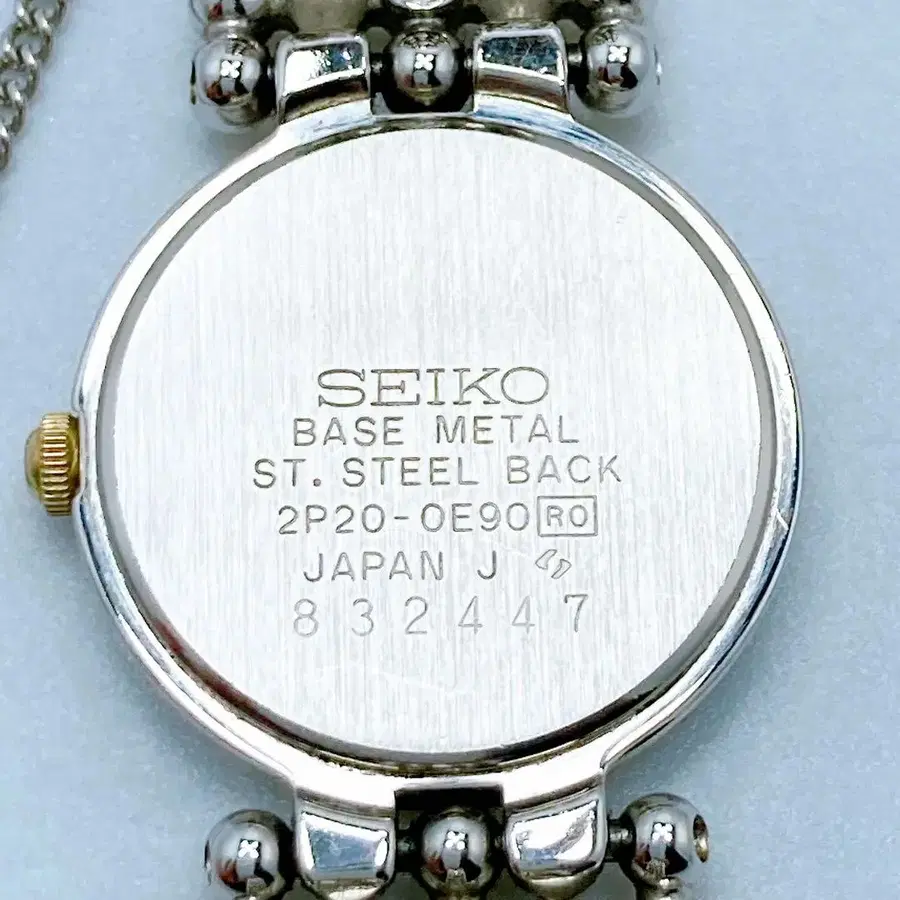 SEIKO
BASE METAL
ST. STEEL BACK
2P20-0E90 RO
JAPAN J
832447